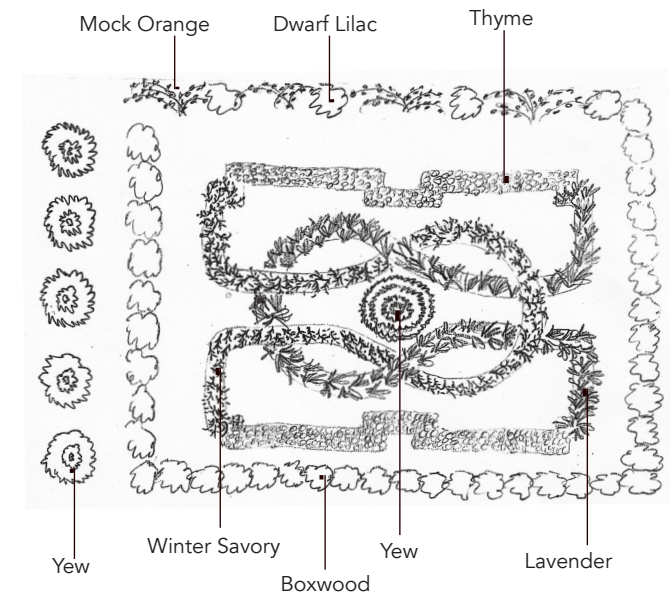 Mock Orange
Dwarf Lilac
Thyme
Yew
Winter Savory
Boxwood
Yew
Lavender